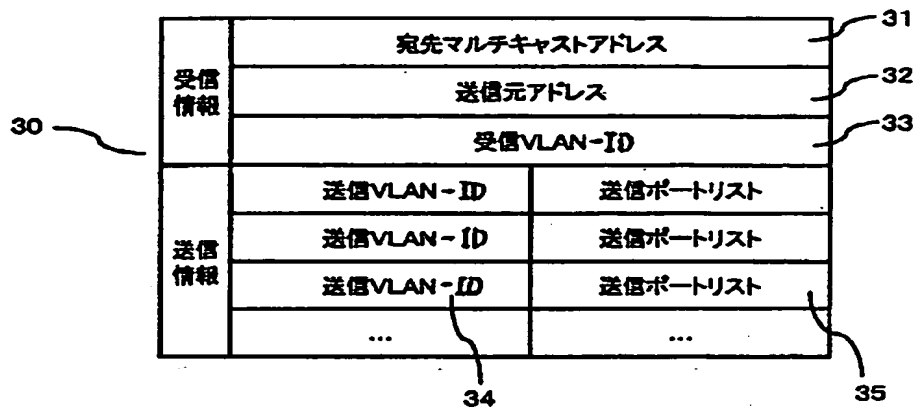 31
宛先マルチキャストアドレス
受信
情報
送信元アドレス
32
30
受信VLAN-ID
33
送信VLAN-ID 送信ポートリスト
送信VLAN-ID 送信ポートリスト
送信
情報
送信VLAN-ID 送信ポートリスト
... ...
34
35